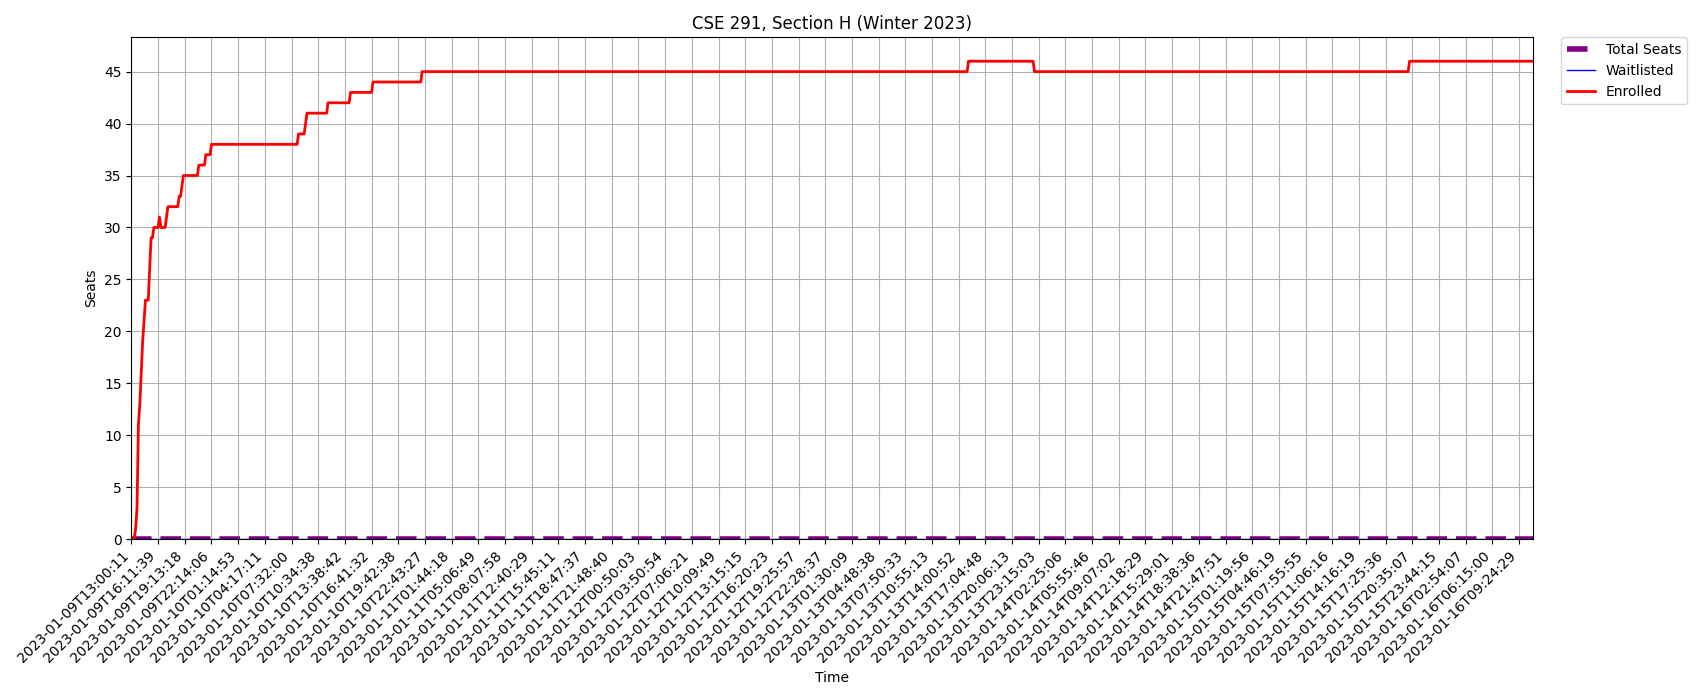 CSE 291, Section H (Winter 2023)
Total Seats
Waitlisted
Enrolled
Seats
45
40
35
30
25
20
15
10
5
0
2023-01-09T13:00:11
2023-01-09T16:11:39
2023-01-09T19:13:18
2023-01-09T22:14:06
2023-01-10T01:14:53
2023-01-10T04:17:11
2023-01-10T07:32:00
2023-01-10T10:34:38
2023-01-10T13:38:42
2023-01-10T16:41:32
2023-01-10T19:42:38
2023-01-10T22:43:27
2023-01-11T01:44:18
2023-01-11T05:06:49
2023-01-11T08:07:58
2023-01-11T12:40:29
2023-01-11T15:45:11
2023-01-11T18:47:37
2023-01-11T21:48:40
2023-01-12T00:50:03
2023-01-12T03:50:54
2023-01-12T07:06:21
2023-01-12T10:09:49
2023-01-12T13:15:15
2023-01-12T16:20:23
2023-01-12T19:25:57
2023-01-12T22:28:37
2023-01-13T01:30:09
2023-01-13T04:48:38
2023-01-13T07:50:33
2023-01-13T10:55:13
2023-01-13T14:00:52
2023-01-13T17:04:48
2023-01-13T20:06:13
2023-01-13T23:15:03
2023-01-14T02:25:06
2023-01-14T05:55:46
2023-01-14T09:07:02
2023-01-14T12:18:29
2023-01-14T15:29:01
2023-01-14T18:38:36
2023-01-14T21:47:51
2023-01-15T01:19:56
2023-01-15T04:46:19
2023-01-15T07:55:55
2023-01-15T11:06:16
2023-01-15T14:16:19
2023-01-15T17:25:36
2023-01-15T20:35:07
2023-01-15T23:44:15
2023-01-16T02:54:07
2023-01-16T06:15:00
2023-01-16T09:24:29
Time